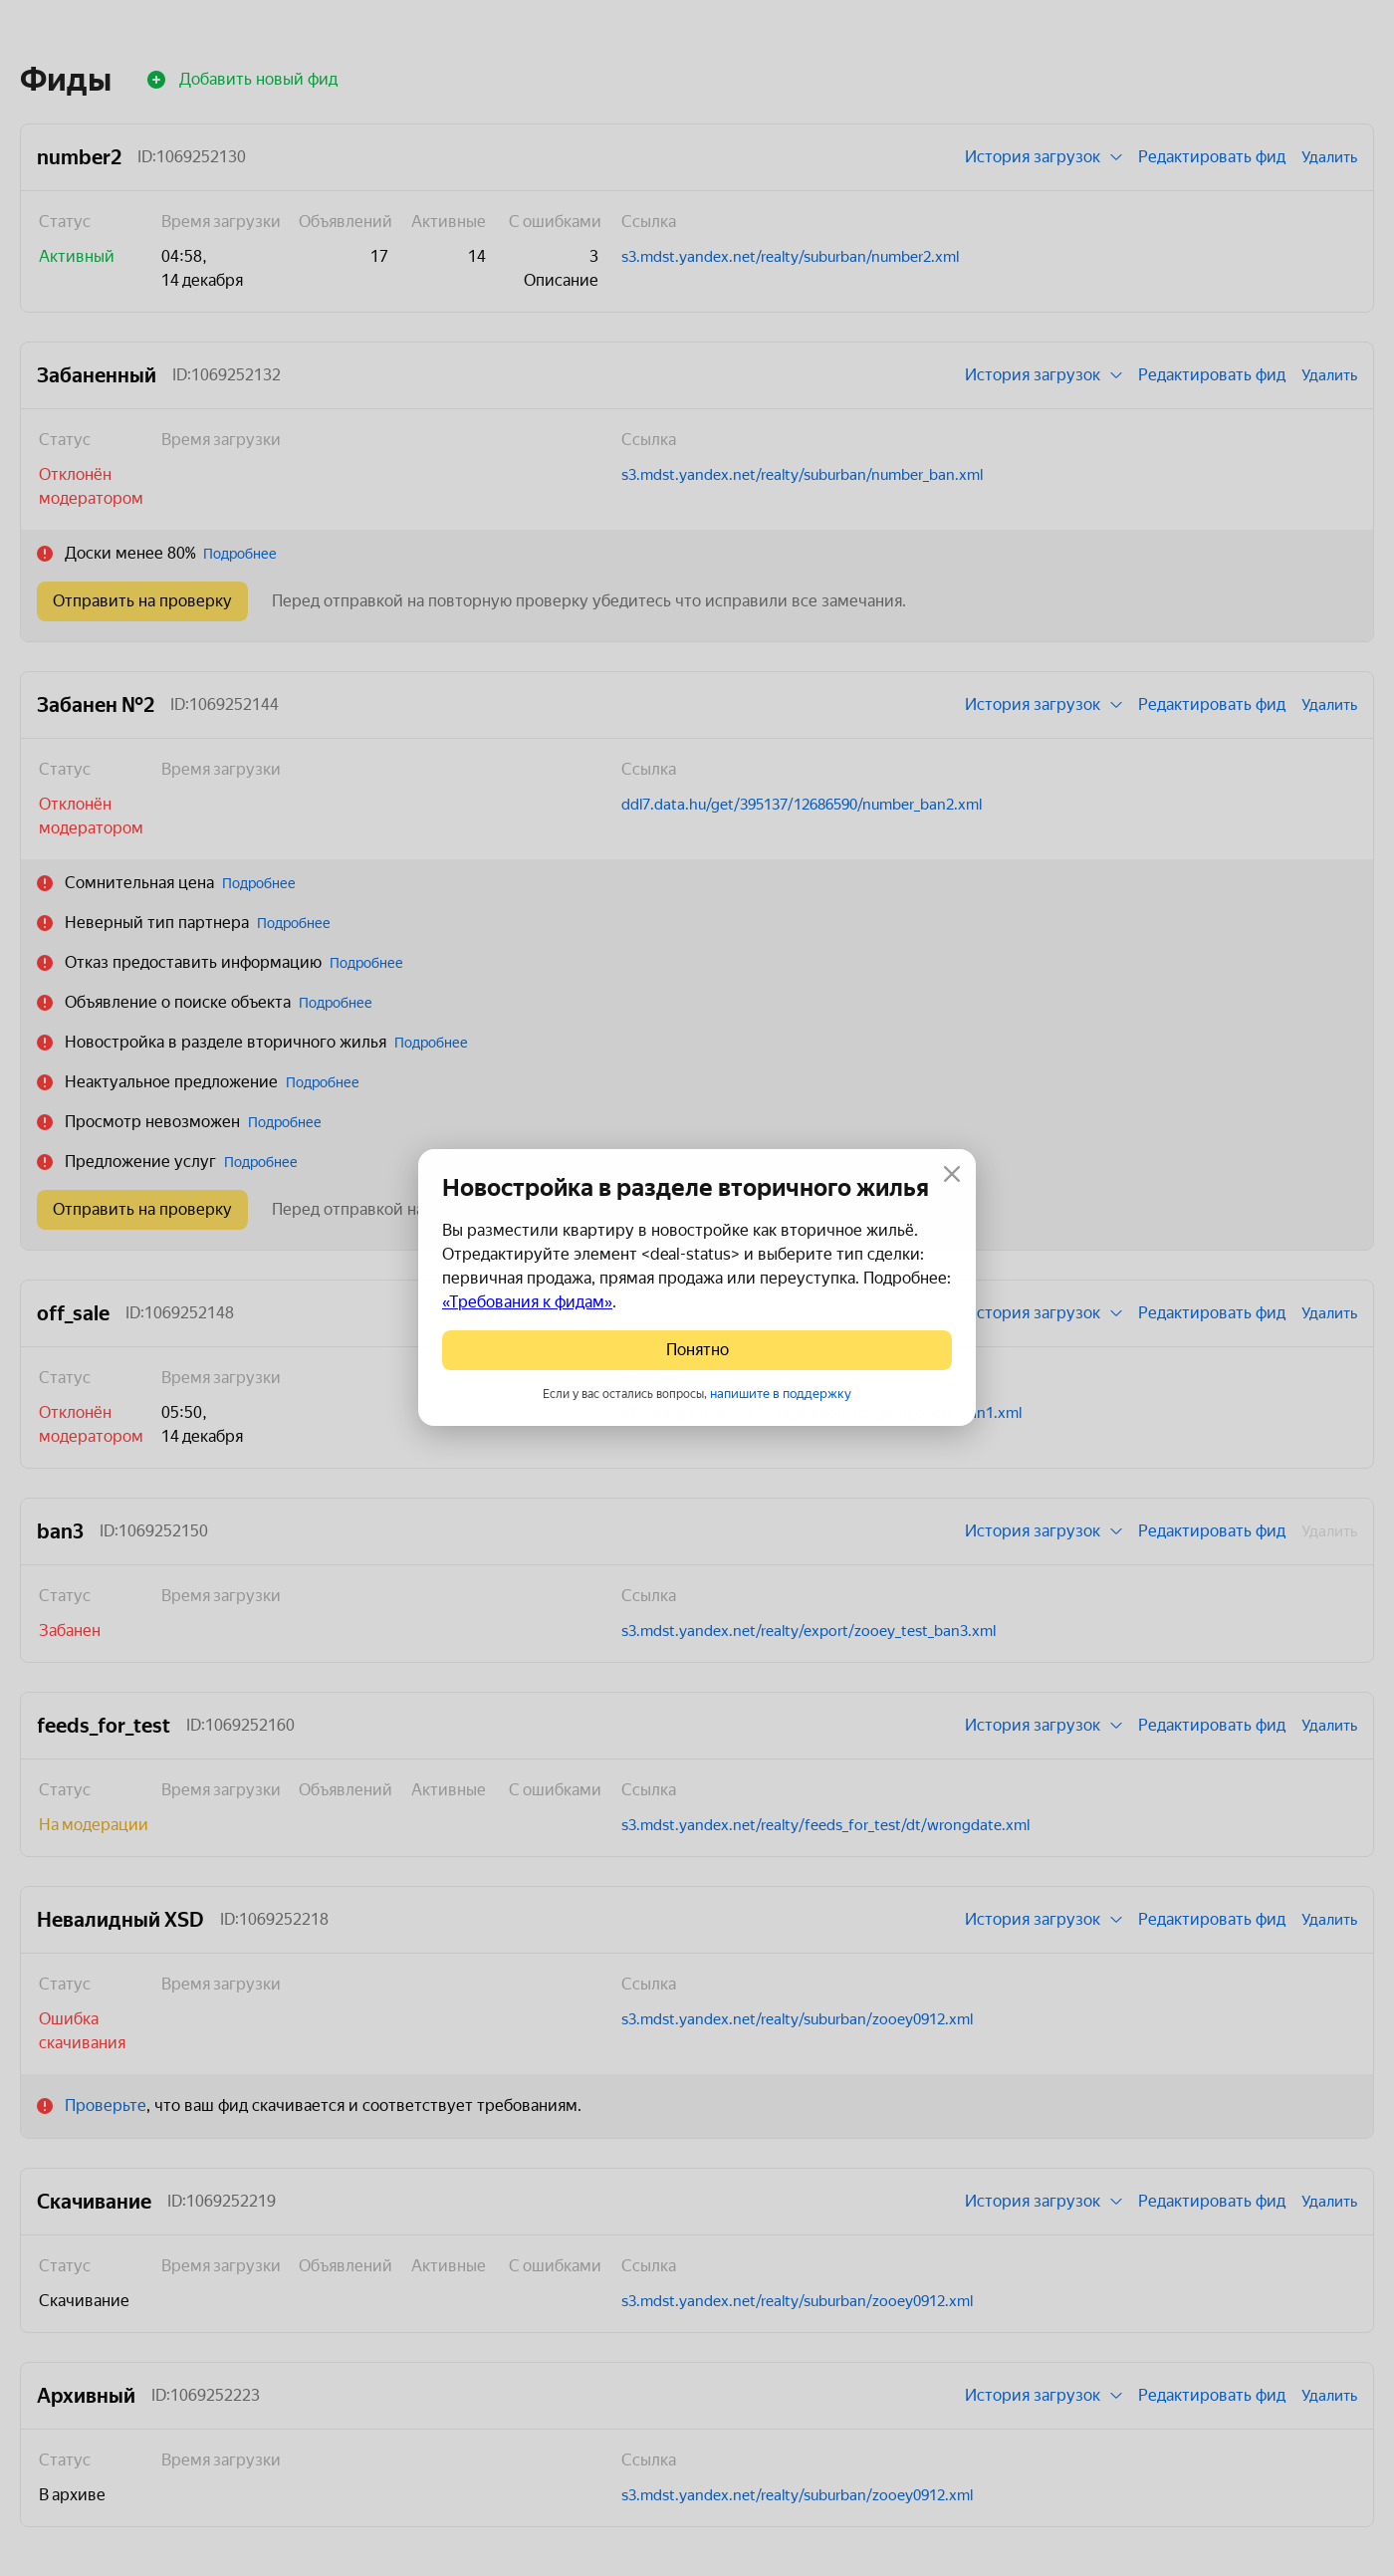 Фиды Добавить новый фид
number2 ID:1069252130 История загрузок Редактировать фид Удалить
Статус Время загрузки Объявлений Активные С ошибками Ссылка
Активный 04:58, 17 14 3 s3.mdst.yandex.net/realty/suburban/number2.xml
14 декабря Описание
Забаненный ID:1069252132 История загрузок Редактировать фид Удалить
Статус Время загрузки Ссылка
Отклонён s3.mdst.yandex.net/realty/suburban/number_ban.xml
модератором
Доски менее 80% Подробнее
Отправить на проверку Перед отправкой на повторную проверку убедитесь что исправили все замечания.
Забанен №2 ID:1069252144 История загрузок Редактировать фид Удалить
Статус Время загрузки Ссылка
Отклонён ddl7.data.hu/get/395137/12686590/number_ban2.xml
модератором
Сомнительная цена Подробнее
Неверный тип партнера Подробнее
Отказ предоставить информацию Подробнее
Объявление о поиске объекта Подробнее
Новостройка в разделе вторичного жилья Подробнее
Неактуальное предложение Подробнее
Просмотр невозможен Подробнее
Предложение услуг Подробнее
Отправить на проверку Перед отправкой
Новостройка в разделе вторичного жилья
Вы разместили квартиру в новостройке как вторичное жильё.
Отредактируйте элемент <deal-status> и выберите тип сделки:
первичная продажа, прямая продажа или переуступка. Подробнее:
«Требования к фидам».
Понятно
Если у вас остались вопросы, напишите в поддержку
off_sale ID:1069252148 стория загрузок Редактировать фид Удалить
Статус Время загрузки
Отклонён 05:50, n1.xml
модератором 14 декабря
ban3 ID:1069252150 История загрузок Редактировать фид Удалить
Статус Время загрузки Ссылка
Забанен s3.mdst.yandex.net/realty/export/zooey_test_ban3.xml
feeds_for_test ID:1069252160 История загрузок Редактировать фид Удалить
Статус Время загрузки Объявлений Активные С ошибками Ссылка
На модерации s3.mdst.yandex.net/realty/feeds_for_test/dt/wrongdate.xml
Невалидный XSD ID:1069252218 История загрузок Редактировать фид Удалить
Статус Время загрузки Ссылка
Ошибка s3.mdst.yandex.net/realty/suburban/zooey0912.xml
скачивания
Проверьте, что ваш фид скачивается и соответствует требованиям.
Скачивание ID:1069252219 История загрузок Редактировать фид Удалить
Статус Время загрузки Объявлений Активные С ошибками Ссылка
Скачивание s3.mdst.yandex.net/realty/suburban/zooey0912.xml
Архивный ID:1069252223 История загрузок Редактировать фид Удалить
Статус Время загрузки Ссылка
В архиве s3.mdst.yandex.net/realty/suburban/zooey0912.xml